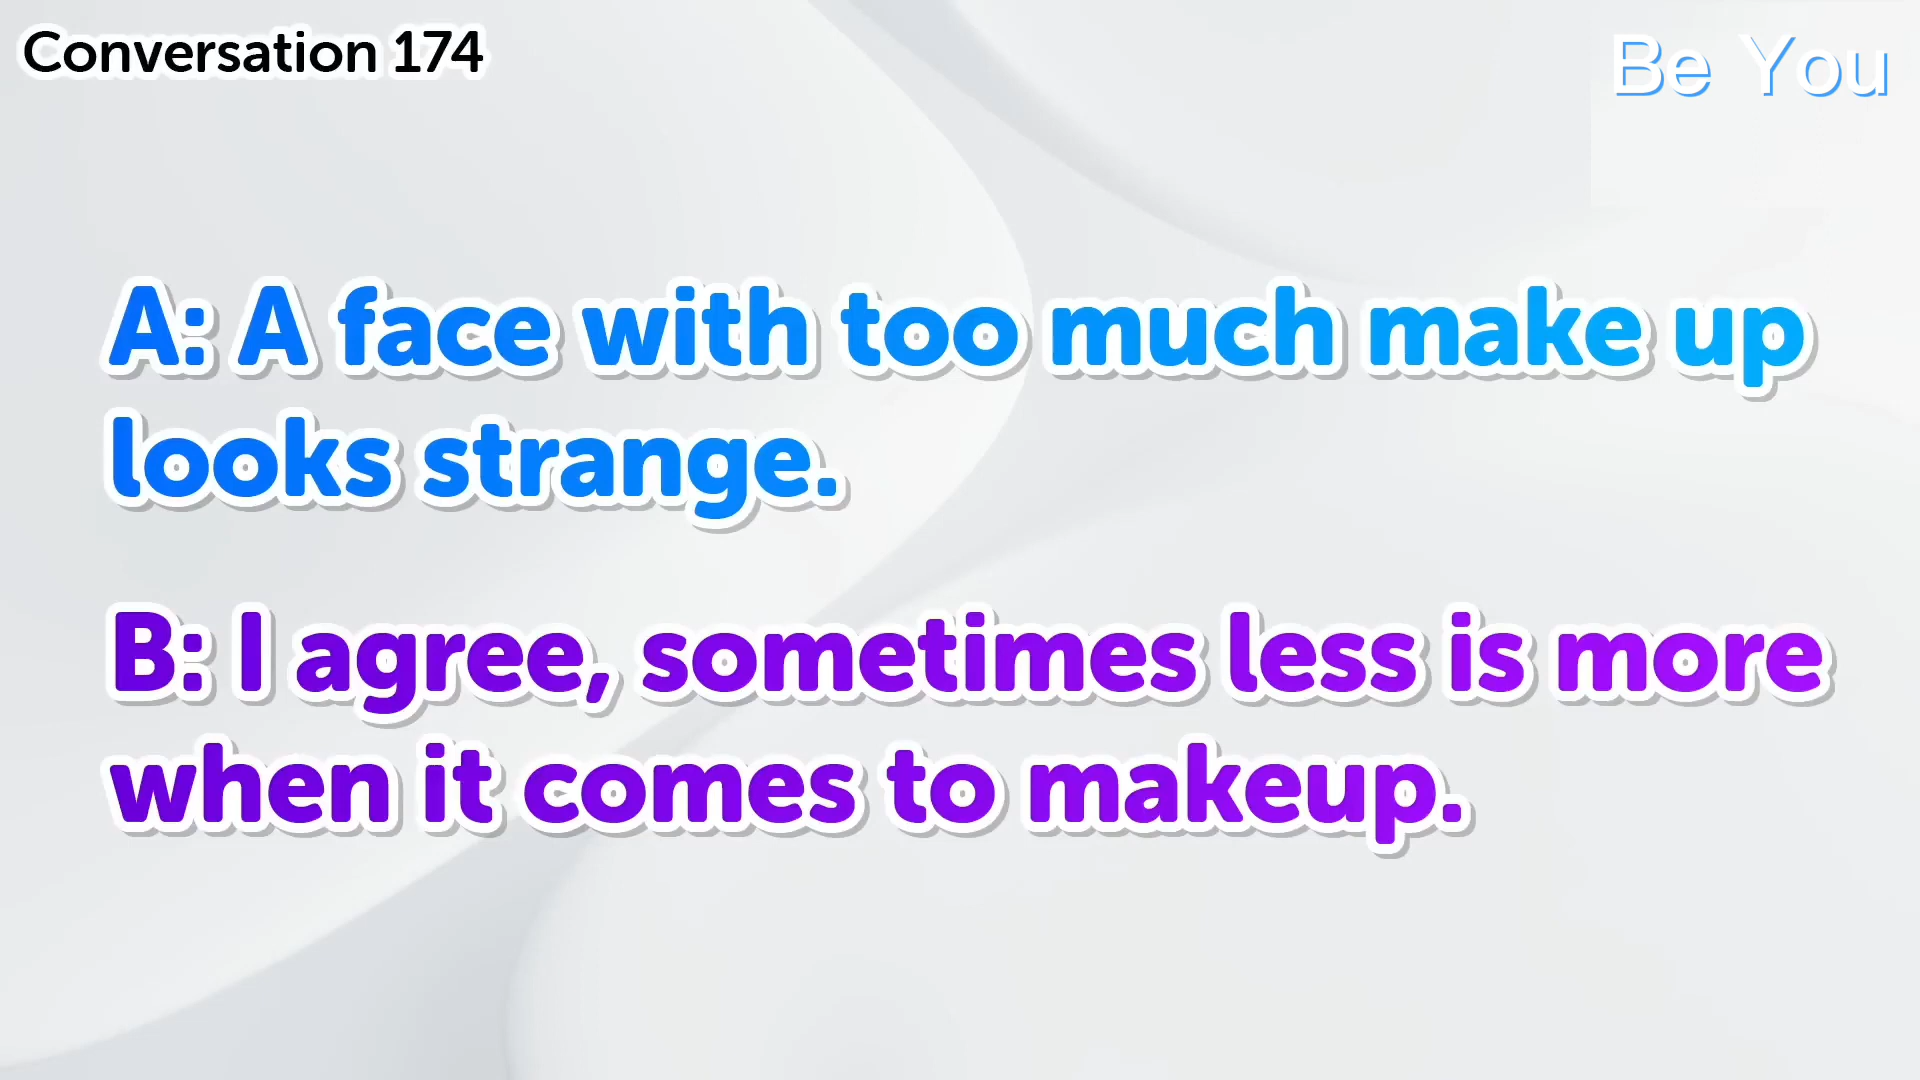 Conversation 174
Be You
A: A face with too much make up
looks strange.
B: I agree, sometimes less is more
when it comes to makeup.